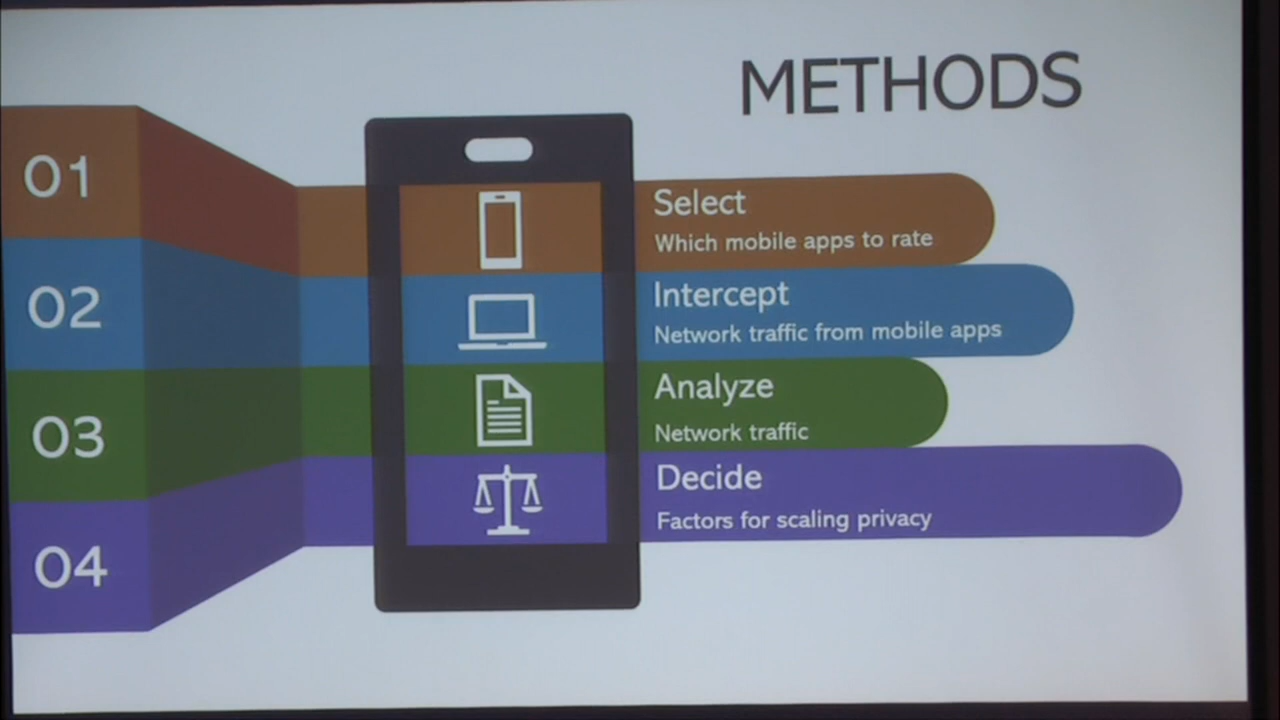 METHODS
01
Select
Which mobile apps to rate
02
Intercept
Network traffic from mobile apps
03
Analyze
Network traffic
04
Decide
Factors for scaling privacy